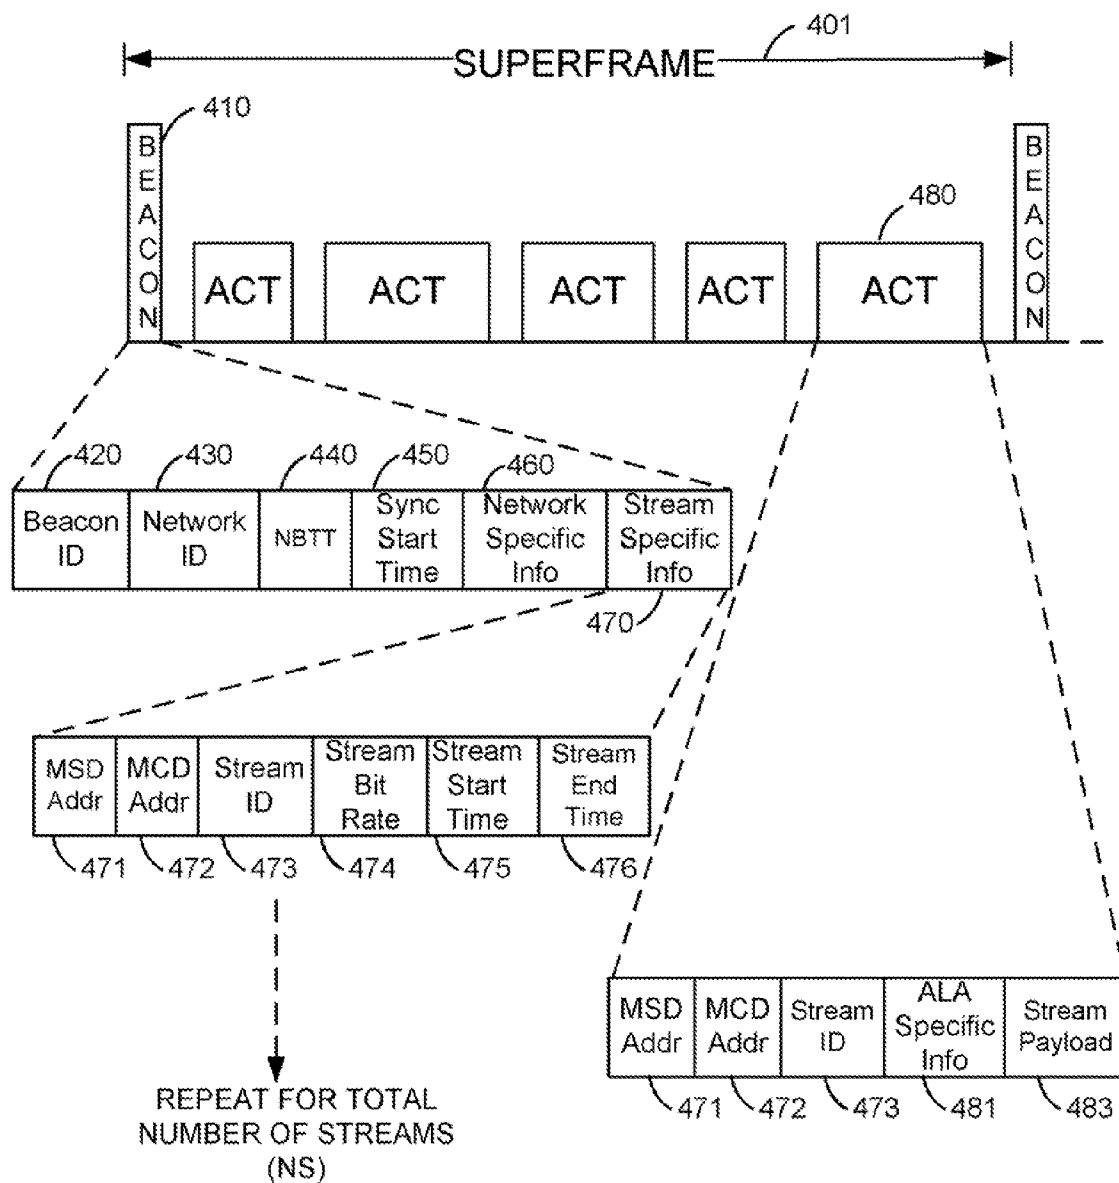 401
SUPERFRAME
410
BEACON
BEACON
480
ACT
ACT
ACT
ACT
ACT
420
430
440
450
460
Beacon
ID
Network
ID
NBTT
Sync
Start
Time
Network
Specific
Info
Stream
Specific
Info
470
MSD
Addr
MCD
Addr
Stream
ID
Stream
Bit
Rate
Stream
Start
Time
Stream
End
Time
471
472
473
474
475
476
MSD
Addr
MCD
Addr
Stream
ID
ALA
Specific
Info
Stream
Payload
471
472
473
481
483
REPEAT FOR TOTAL
NUMBER OF STREAMS
(NS)